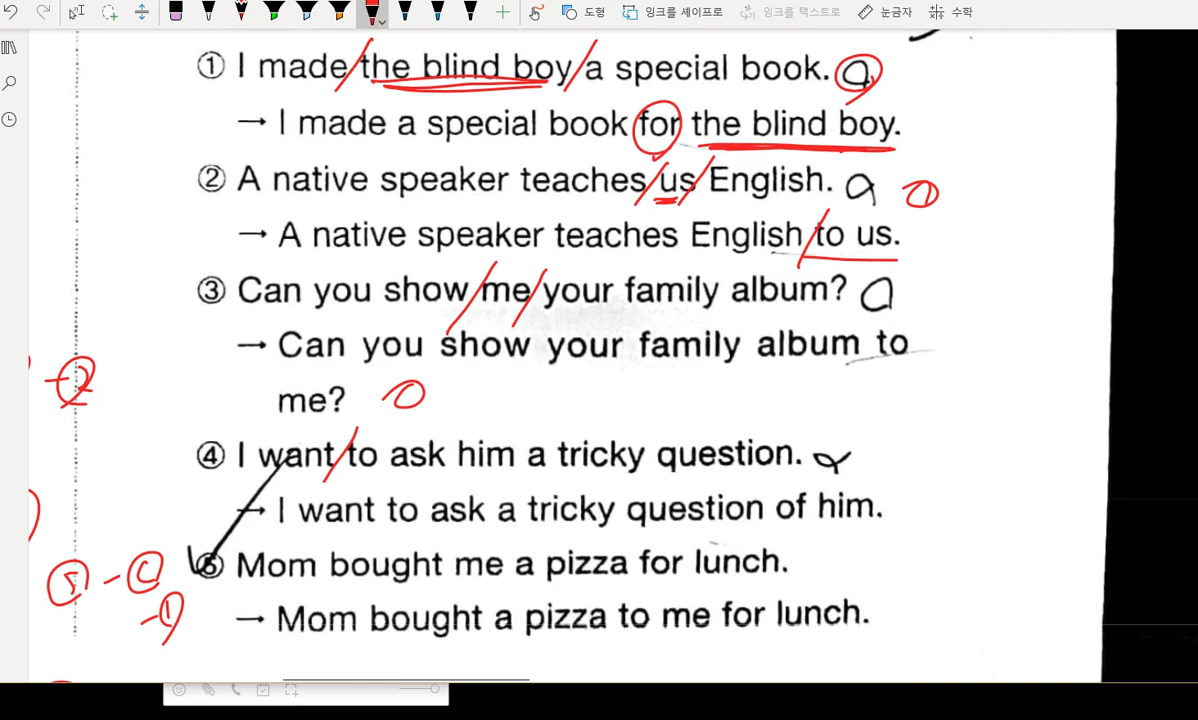 도형 잉크를 셰이프로 잉크를 텍스트로 눈금자 수학
① I made the blind boy a special book.
→ I made a special book for the blind boy.
② A native speaker teaches us English.
→ A native speaker teaches English to us.
③ Can you show me your family album?
→ Can you show your family album to
me?
④ I want to ask him a tricky question.
→ I want to ask a tricky question of him.
⑤ Mom bought me a pizza for lunch.
→ Mom bought a pizza to me for lunch.